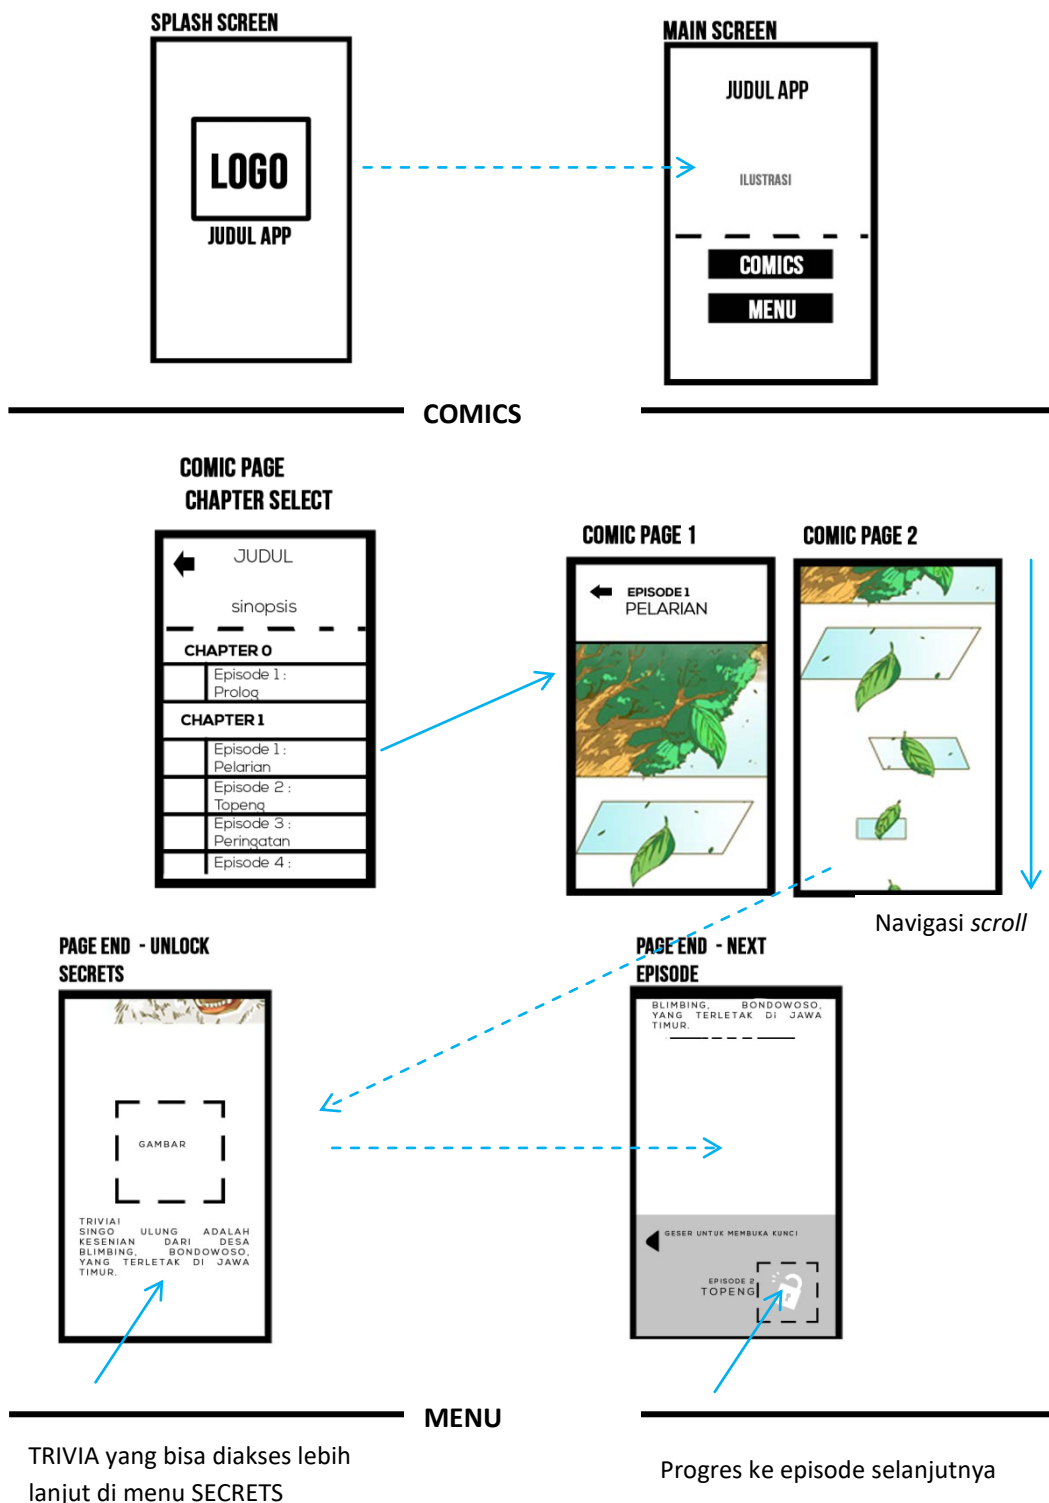 SPLASH SCREEN
MAIN SCREEN
LOGO
JUDUL APP
JUDUL APP
ILUSTRASI
COMICS
MENU
COMICS
COMIC PAGE
CHAPTER SELECT
JUDUL
sinopsis
CHAPTER 0
Episode 1 :
Prolog
CHAPTER 1
Episode 1 :
Pelarian
Episode 2 :
Topeng
Episode 3 :
Peringatan
Episode 4 :
COMIC PAGE 1
EPISODE 1
PELARIAN
COMIC PAGE 2
Navigasi scroll
PAGE END - UNLOCK
SECRETS
GAMBAR
TRIVIA!
SINGO ULUNG ADALAH
KESENIAN DARI DESA
BLIMBING, BONDOWOSO,
YANG TERLETAK DI JAWA
TIMUR.
PAGE END - NEXT
EPISODE
BLIMBING, BONDOWOSO,
YANG TERLETAK DI JAWA
TIMUR.
GESER UNTUK MEMBUKA KUNCI
EPISODE 2
TOPENG
MENU
TRIVIA yang bisa diakses lebih
lanjut di menu SECRETS
Progres ke episode selanjutnya